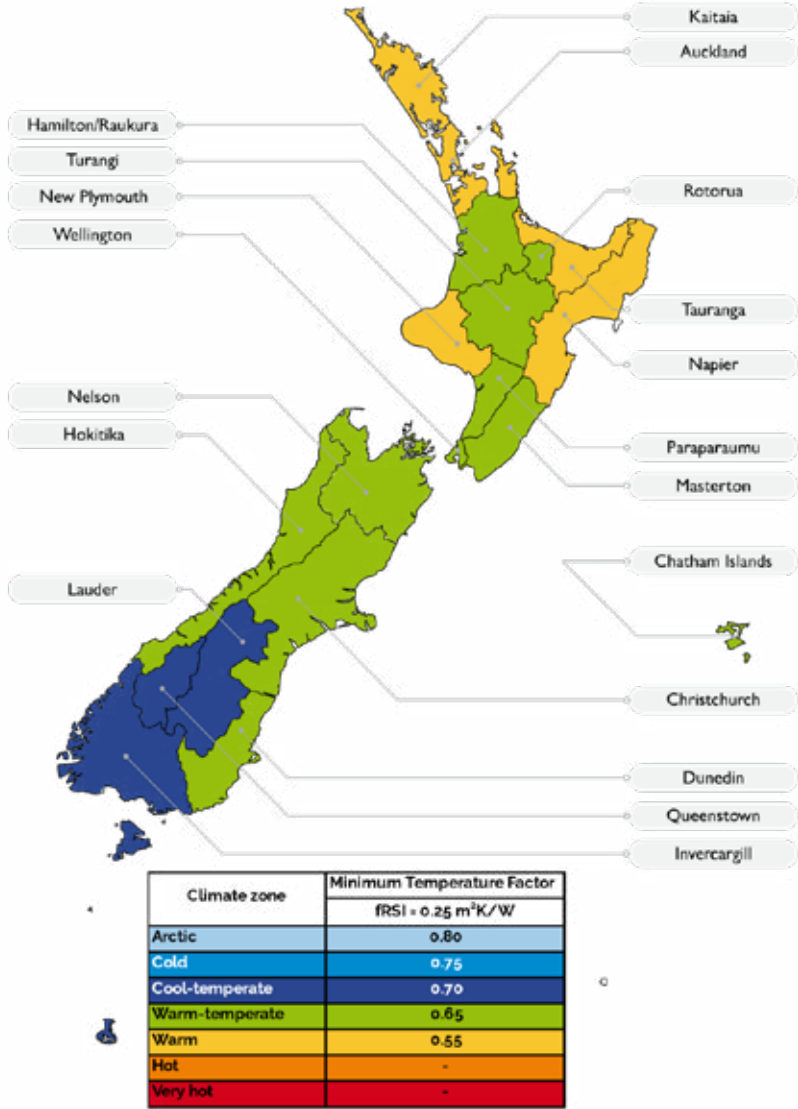 Kaitaia
Auckland
Hamilton/Raukura
Turangi
New Plymouth
Rotorua
Wellington
Tauranga
Napier
Nelson
Hokitika
Paraparaumu
Masterton
Chatham Islands
Lauder
Christchurch
Dunedin
Queenstown
Invercargill
Climate zone
Minimum Temperature Factor
fRSI = 0.25 m²K/W
Arctic 0.80
Cold 0.75
Cool-temperate 0.70
Warm-temperate 0.65
Warm 0.55
Hot -
Very hot -